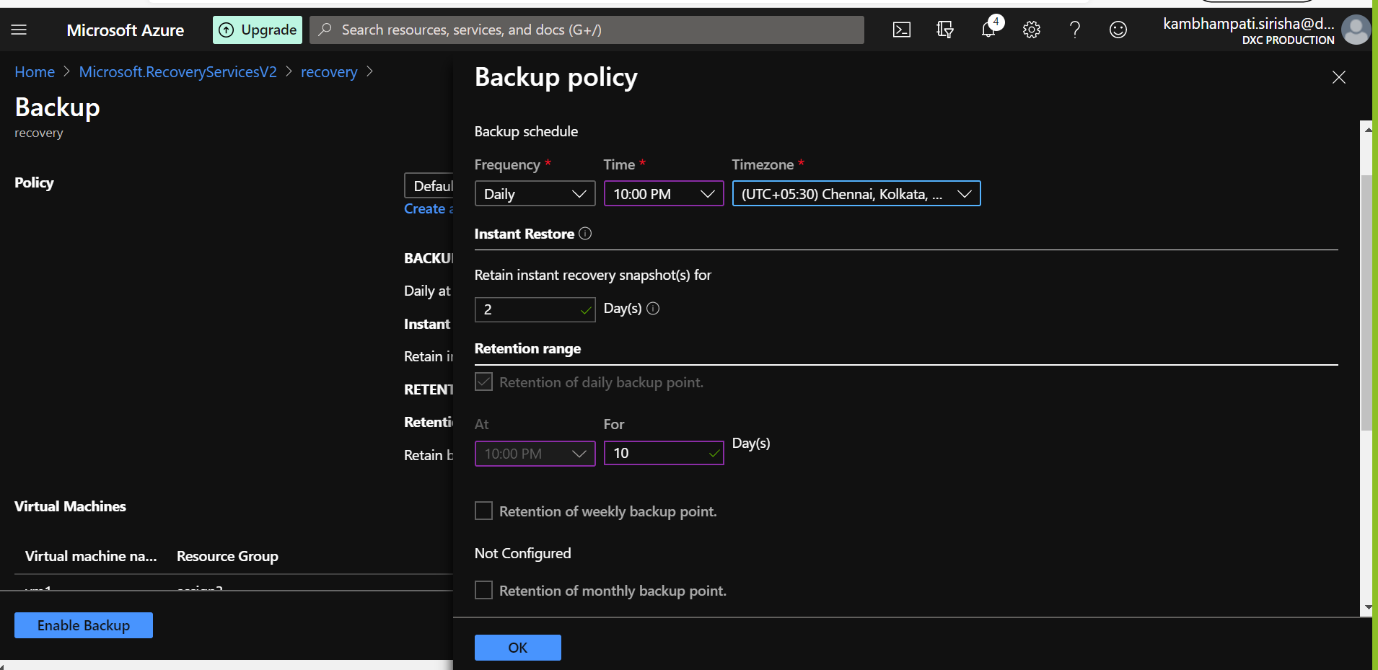 Microsoft Azure
Upgrade
Search resources, services, and docs (G+/)
4
kambhampati.sirisha@d...
DXC PRODUCTION
Home > Microsoft.RecoveryServicesV2 > recovery >
Backup
recovery
Policy
Defaul
Create a
BACKU
Daily at
Instant
Retain i
RETENT
Retenti
Retain b
Virtual Machines
Virtual machine na... Resource Group
vm1
Enable Backup
Backup policy
Backup schedule
Frequency * Time * Timezone *
Daily 10:00 PM (UTC+05:30) Chennai, Kolkata, ...
Instant Restore
Retain instant recovery snapshot(s) for
2 Day(s)
Retention range
Retention of daily backup point.
At For
10:00 PM 10 Day(s)
Retention of weekly backup point.
Not Configured
Retention of monthly backup point.
OK